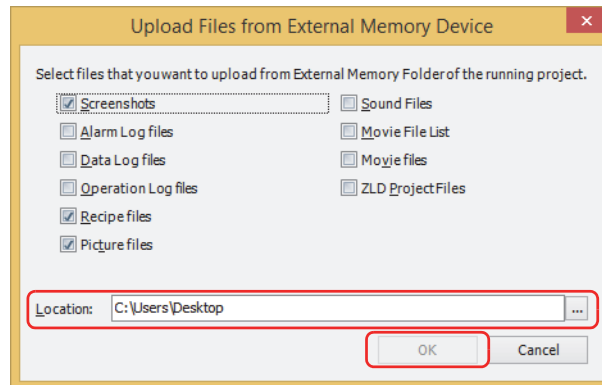 Upload Files from External Memory Device
Select files that you want to upload from External Memory Folder of the running project.
Screenshots
Alarm Log files
Data Log files
Operation Log files
Recipe files
Picture files
Sound Files
Movie File List
Movie files
ZLD Project Files
Location: C:\Users\Desktop ...
OK Cancel